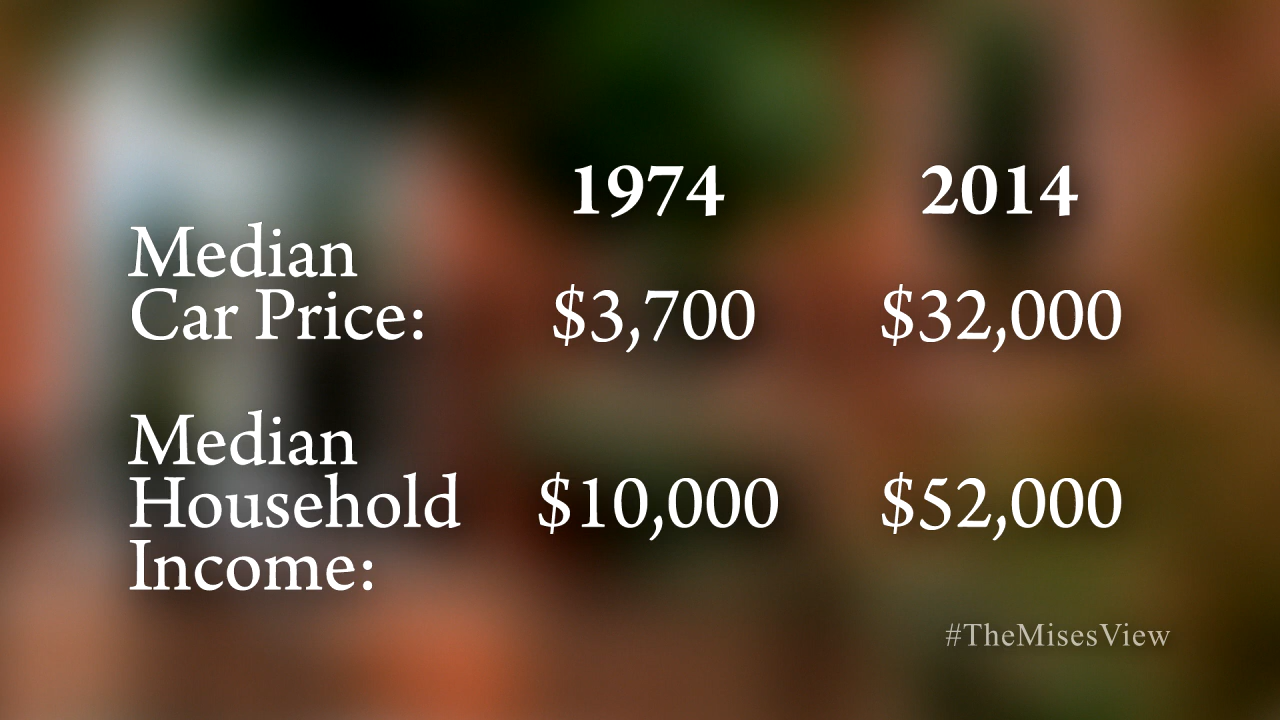 1974 2014
Median
Car Price: $3,700 $32,000
Median
Household $10,000 $52,000
Income:
#TheMisesView